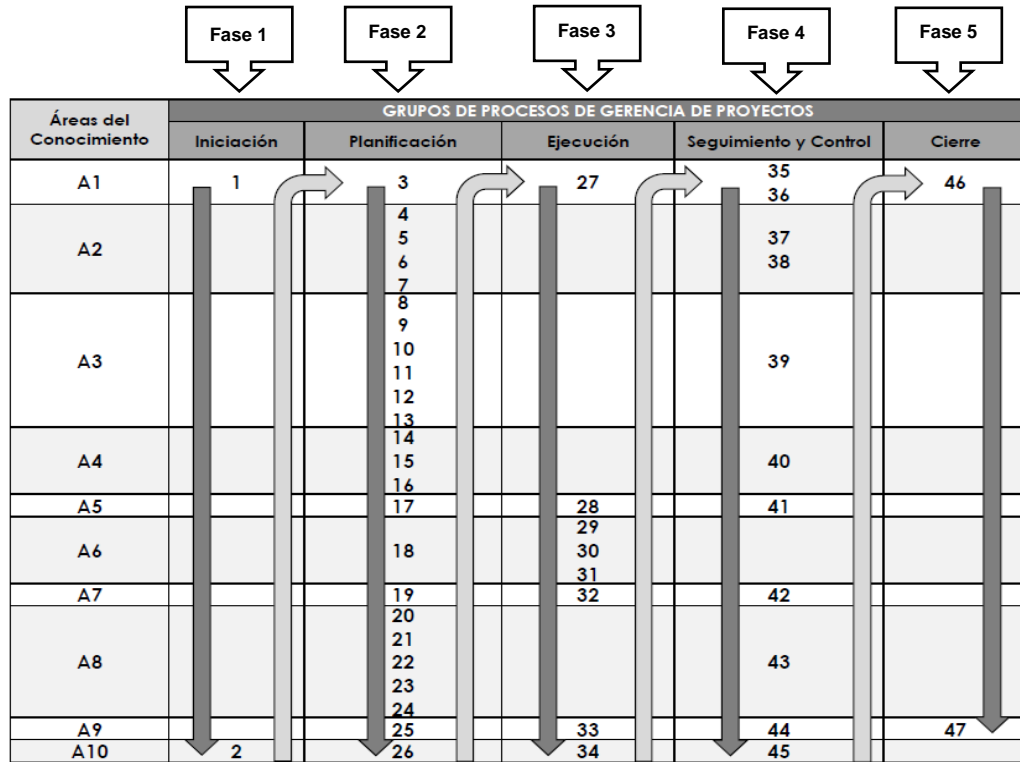 Fase 1 Fase 2 Fase 3 Fase 4 Fase 5
Áreas del Conocimiento
GRUPOS DE PROCESOS DE GERENCIA DE PROYECTOS
Iniciación Planificación Ejecución Seguimiento y Control Cierre
A1 1 3 27 35 46
36
A2
4
5 37
6 38
7
A3
8
9
10 39
11
12
13
A4
14
15 40
16
A5 17 28 41
A6
29
18 30
31
A7 19 32 42
A8
20
21
22 43
23
24
A9 25 33 44 47
A10 2 26 34 45